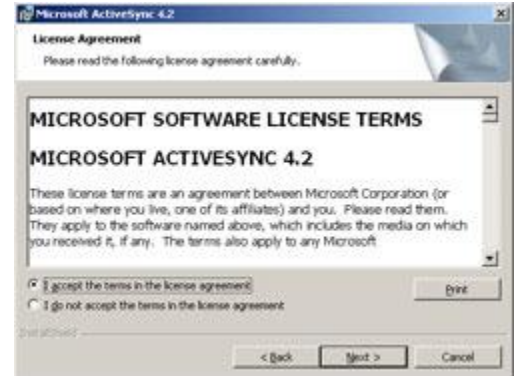 Microsoft ActiveSync 4.2
License Agreement
Please read the following license agreement carefully.
MICROSOFT SOFTWARE LICENSE TERMS
MICROSOFT ACTIVESYNC 4.2
These license terms are an agreement between Microsoft Corporation (or
based on where you live, one of its affiliates) and you. Please read them.
They apply to the software named above, which includes the media on which
you received it, if any. The terms also apply to any Microsoft
I accept the terms in the license agreement
Print
I do not accept the terms in the license agreement
InstallShield
< Back
Next >
Cancel